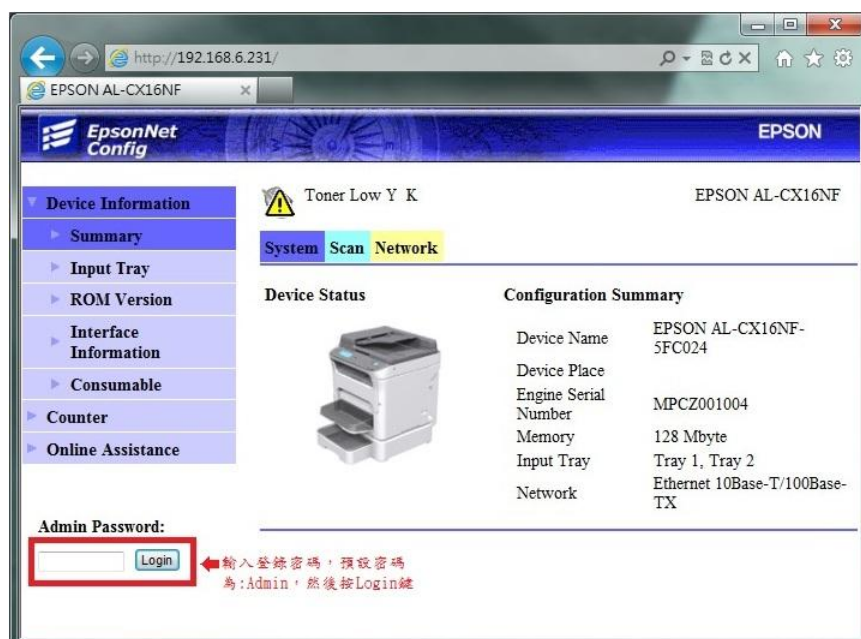 http://192.168.6.231/
EPSON AL-CX16NF
EpsonNet
Config
EPSON
Device Information
Summary
Input Tray
ROM Version
Interface
Information
Consumable
Counter
Online Assistance
Admin Password:
Login
輸入登錄密碼，預設密碼
為:Admin，然後按Login鍵
Toner Low Y K
EPSON AL-CX16NF
System Scan Network
Device Status
Configuration Summary
Device Name
EPSON AL-CX16NF-
5FC024
Device Place
Engine Serial
Number
MPCZ001004
Memory
128 Mbyte
Input Tray
Tray 1, Tray 2
Network
Ethernet 10Base-T/100Base-
TX